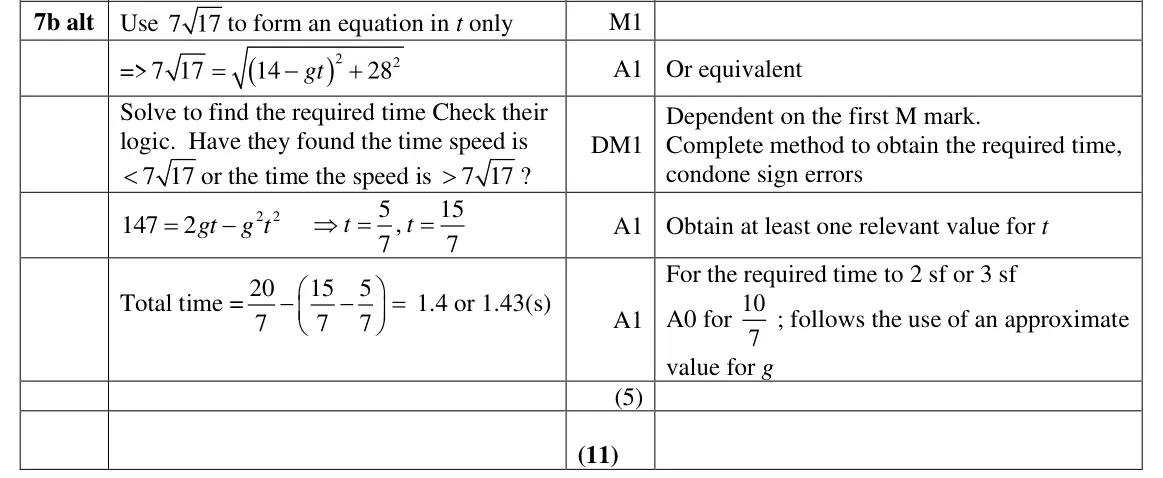 7b alt Use 7√17 to form an equation in t only M1
=> 7√17 = √((14 − gt)² + 28²) A1 Or equivalent
Solve to find the required time Check their
logic. Have they found the time speed is
< 7√17 or the time the speed is > 7√17 ?
DM1
Dependent on the first M mark.
Complete method to obtain the required time,
condone sign errors
147 = 2gt − g²t² ⇒ t = 5/7, t = 15/7 A1 Obtain at least one relevant value for t
Total time = 20/7 − (15/7 − 5/7) = 1.4 or 1.43(s)
A1
For the required time to 2 sf or 3 sf
A0 for 10/7 ; follows the use of an approximate
value for g
(5)
(11)